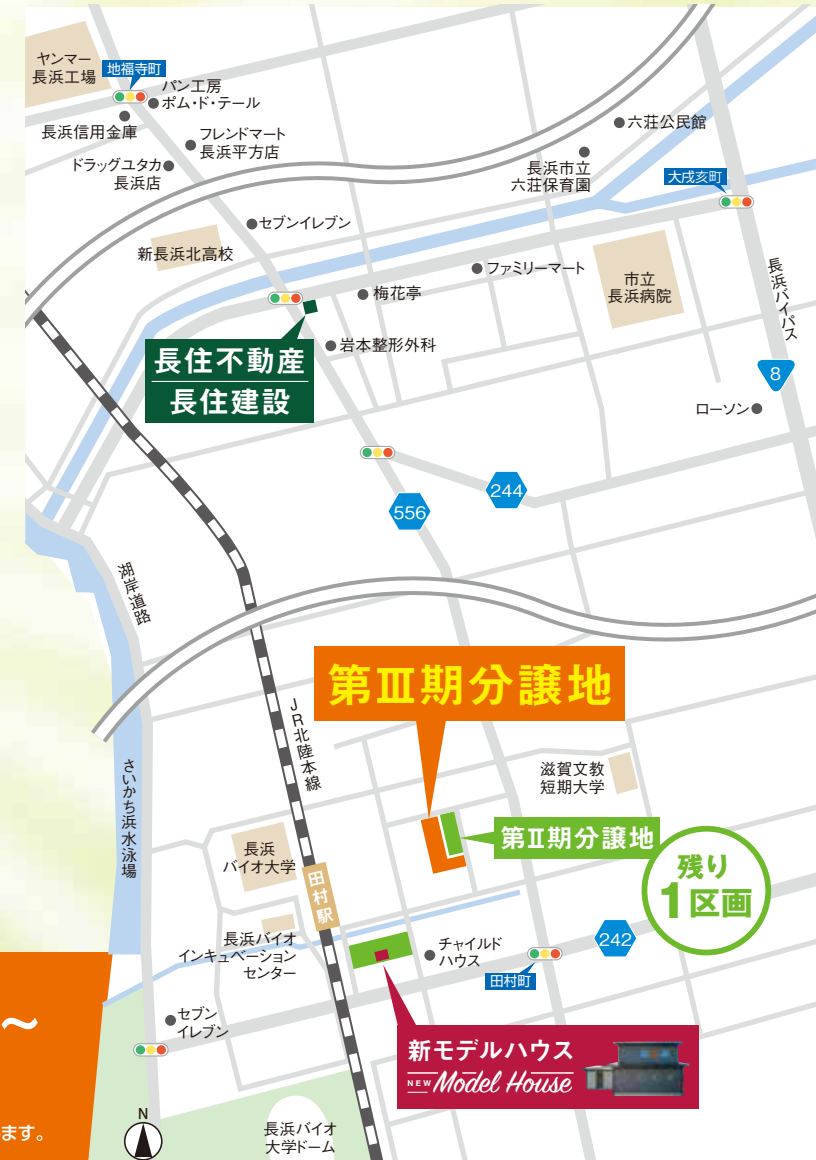 ヤンマー
長浜工場
地福寺町
パン工房
ポム・ド・テール
長浜信用金庫
フレンドマート
長浜平方店
ドラッグユタカ
長浜店
六荘公民館
長浜市立
六荘保育園
大戌亥町
セブンイレブン
新長浜北高校
ファミリーマート
市立
長浜病院
長浜バイパス
梅花亭
岩本整形外科
長住不動産
長住建設
8
ローソン
244
556
湖岸道路
第Ⅲ期分譲地
JR北陸本線
滋賀文教
短期大学
さいかち浜水泳場
第Ⅱ期分譲地
残り
1区画
長浜
バイオ大学
田村駅
長浜バイオ
インキュベーション
センター
チャイルド
ハウス
242
田村町
セブン
イレブン
～
新モデルハウス
NEW Model House
ます。
N
長浜バイオ
大学ドーム